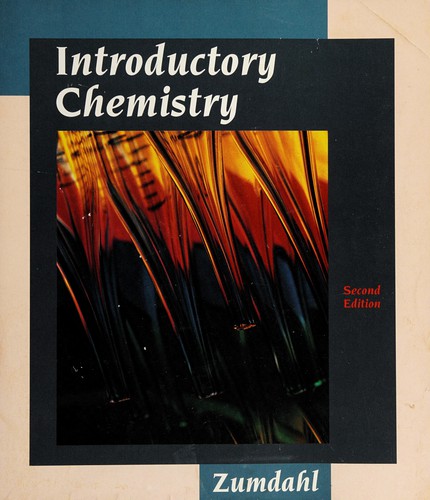 Introductory
Chemistry
Second
Edition
Zumdahl